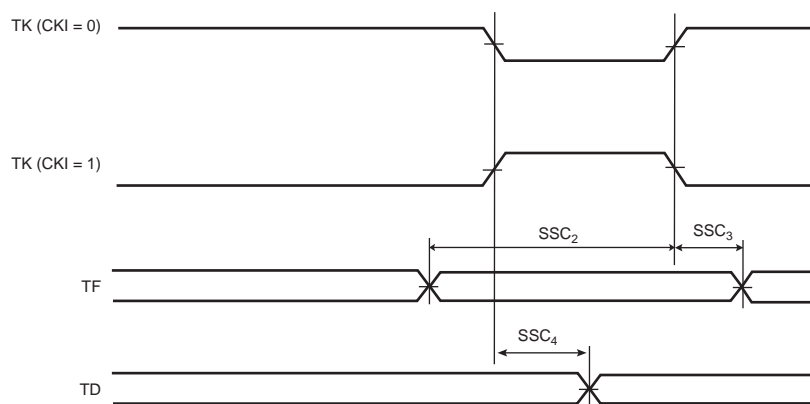 TK (CKI = 0)
TK (CKI = 1)
SSC₂
SSC₃
TF
SSC₄
TD